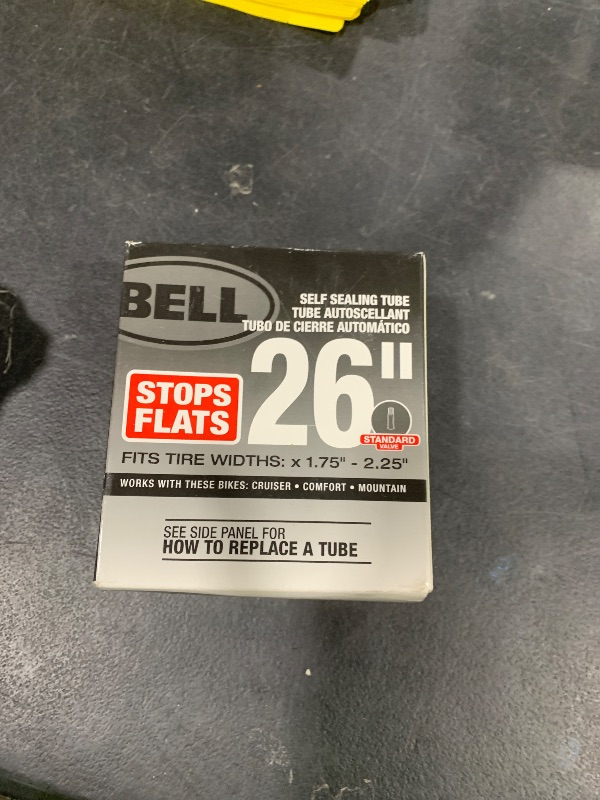 BELL
SELF SEALING TUBE
TUBE AUTOSCELLANT
TUBO DE CIERRE AUTOMÁTICO
26"
STOPS
FLATS
STANDARD
VALVE
FITS TIRE WIDTHS: x 1.75" - 2.25"
WORKS WITH THESE BIKES: CRUISER • COMFORT • MOUNTAIN
SEE SIDE PANEL FOR
HOW TO REPLACE A TUBE